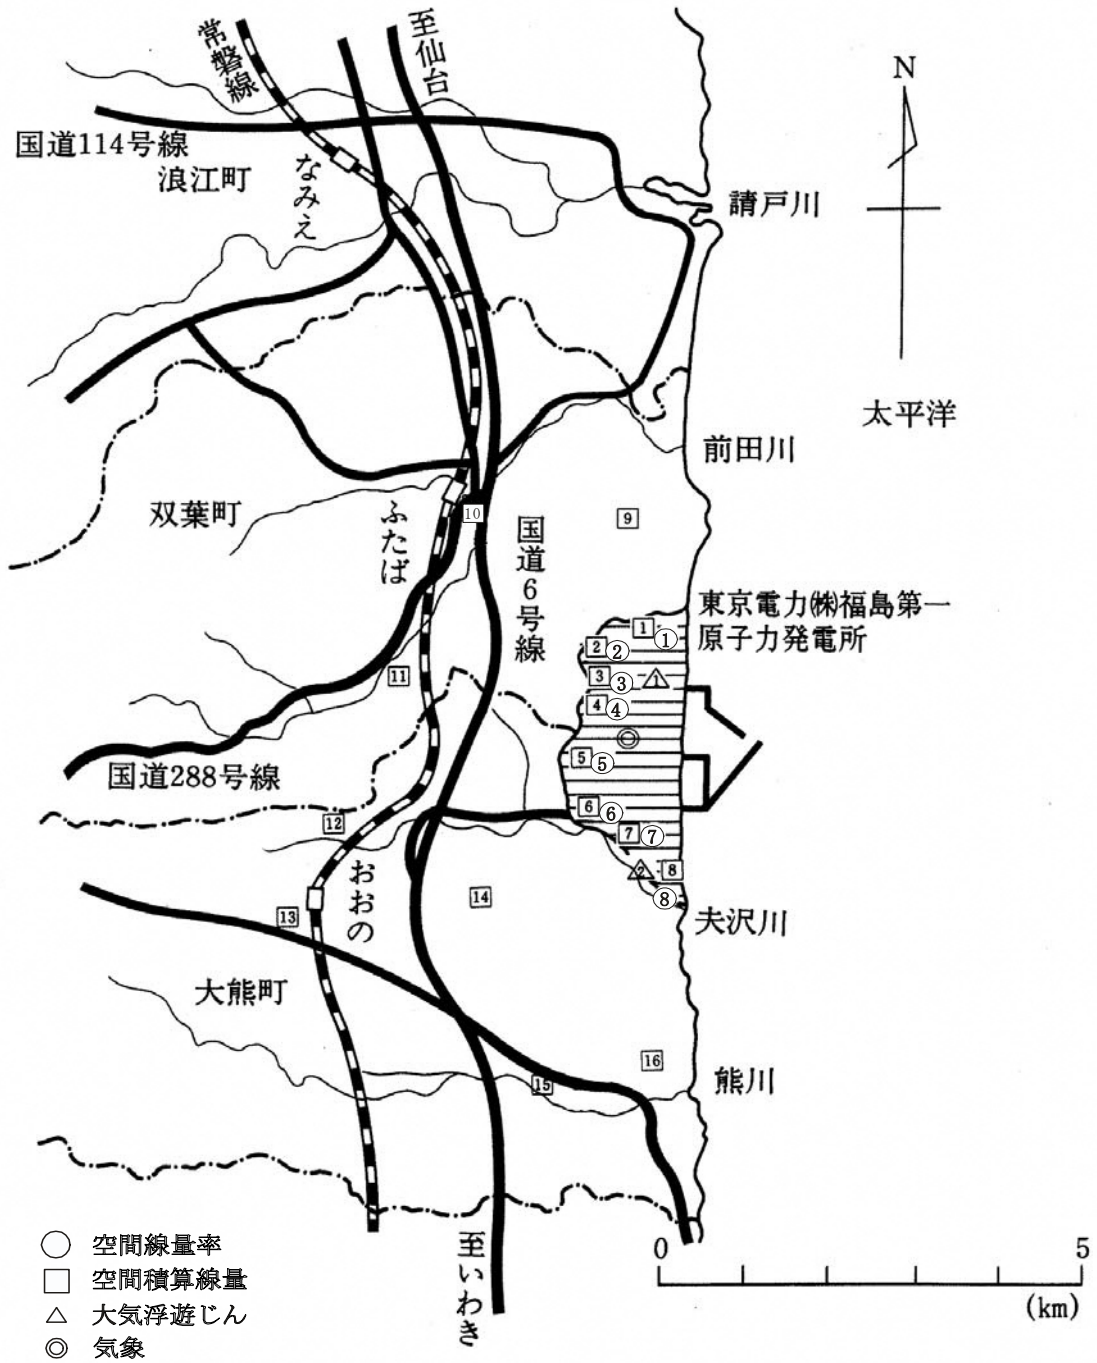 常磐線
至仙台
N
国道114号線
浪江町
なみえ
請戸川
太平洋
前田川
双葉町
ふたば
10
国道6号線
9
東京電力㈱福島第一
原子力発電所
1
①
2
②
3
③
1
4
④
11
5
⑤
国道288号線
6
⑥
12
7
⑦
2
8
⑧
おおの
14
13
夫沢川
大熊町
16
15
熊川
至いわき
○ 空間線量率
□ 空間積算線量
△ 大気浮遊じん
◎ 気象
0
5
(km)